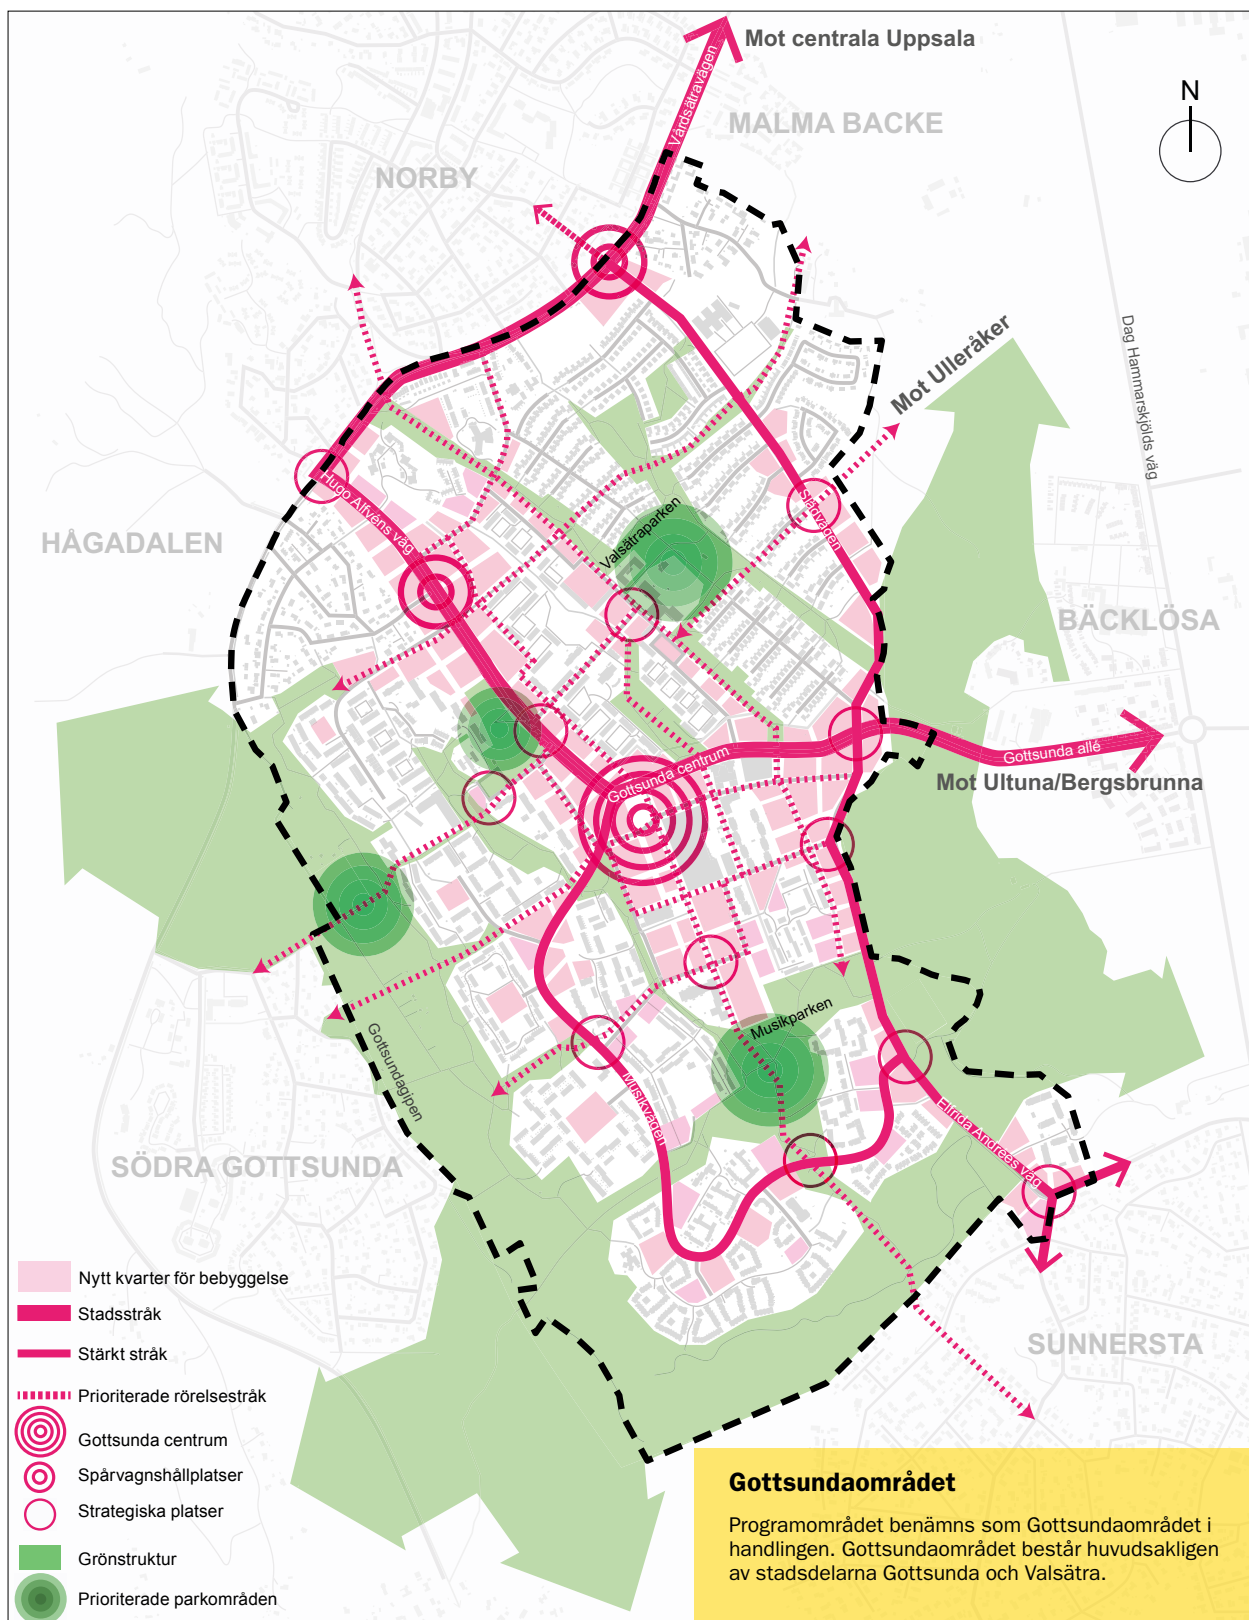 Mot centrala Uppsala
Vårdsätravägen
MALMA BACKE
N
NORBY
Dag Hammarskjölds väg
Mot Ulleråker
HÅGADALEN
Hugo Alfvéns väg
Valsätraparken
Slädvägen
BÄCKLÖSA
Gottsunda centrum
Gottsunda allé
Mot Ultuna/Bergsbrunna
Gottsundagipen
Musikparken
Musikvägen
Elfrida Andrées väg
SÖDRA GOTTSUNDA
SUNNERSTA
Nytt kvarter för bebyggelse
Stadsstråk
Stärkt stråk
Prioriterade rörelsestråk
Gottsunda centrum
Spårvagnshållplatser
Strategiska platser
Grönstruktur
Prioriterade parkområden
Gottsundaområdet
Programområdet benämns som Gottsundaområdet i
handlingen. Gottsundaområdet består huvudsakligen
av stadsdelarna Gottsunda och Valsätra.